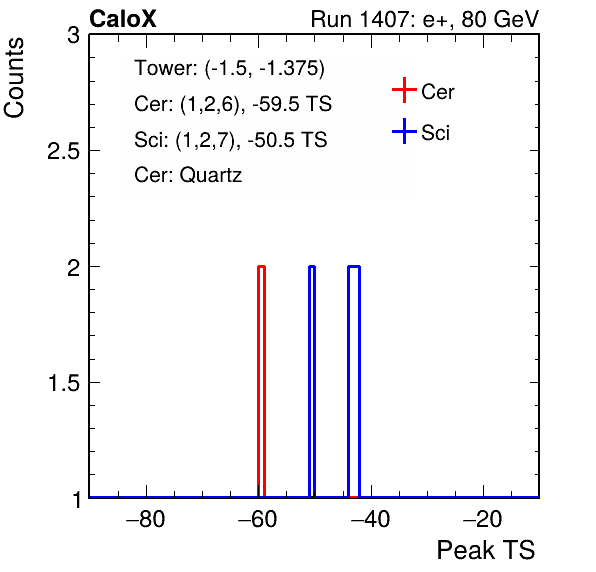 CaloX Run 1407: e+, 80 GeV
Counts
3
2.5
2
1.5
1
Tower: (-1.5, -1.375)
Cer: (1,2,6), -59.5 TS
Sci: (1,2,7), -50.5 TS
Cer: Quartz
Cer
Sci
−80 −60 −40 −20
Peak TS